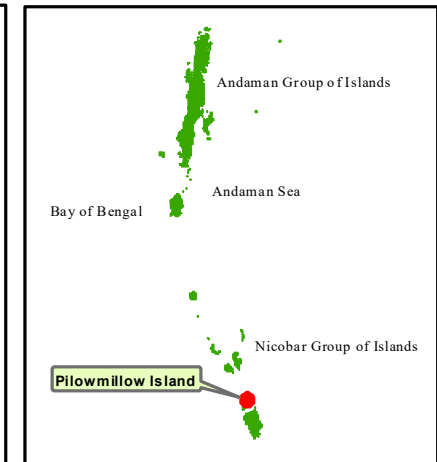 Andaman Group of Islands
Andaman Sea
Bay of Bengal
Nicobar Group of Islands
Pilowmillow Island